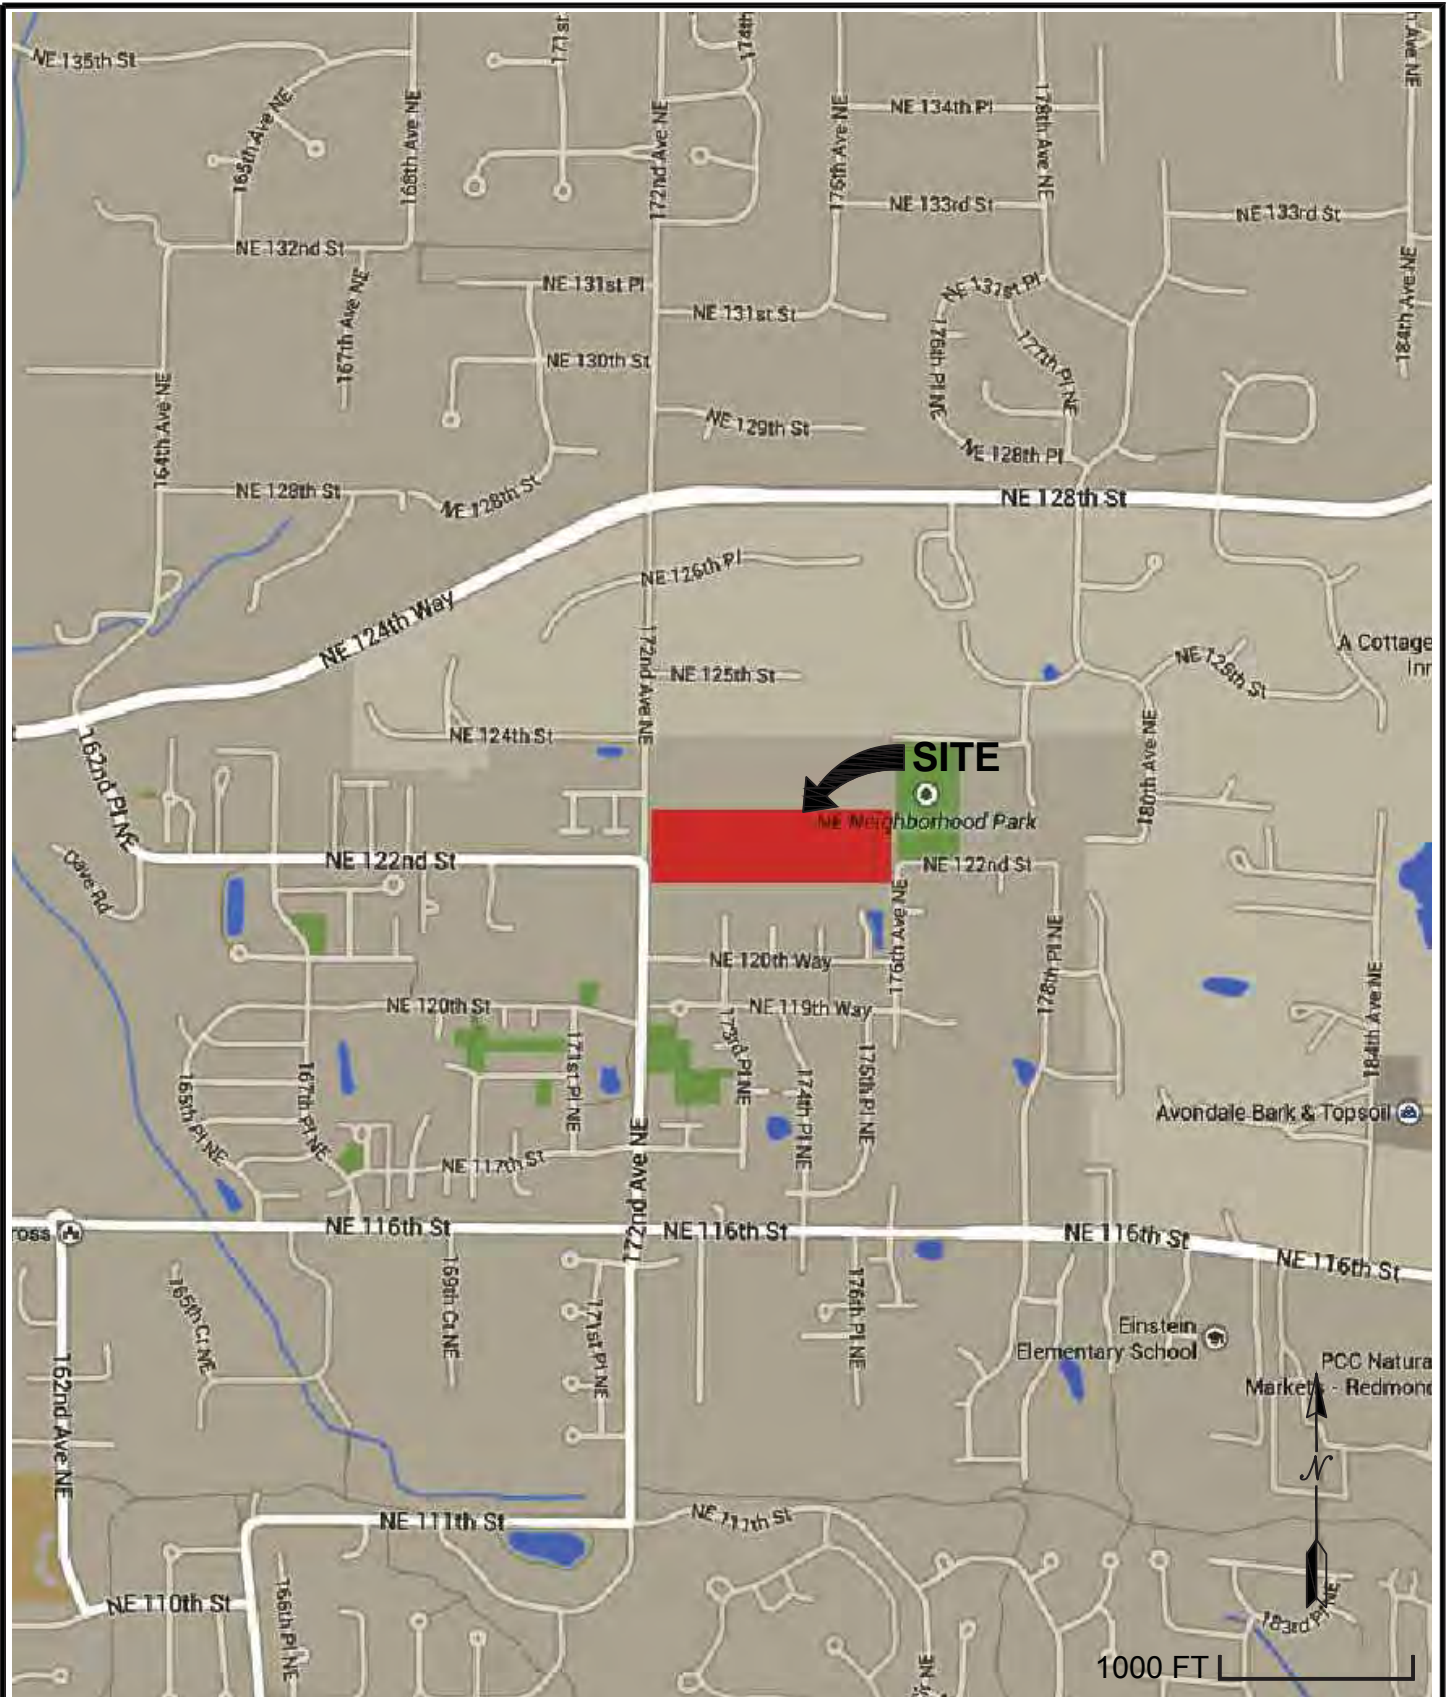 171st
174th
h Ave NE
NE 135th St
165th Ave NE
168th Ave NE
172nd Ave NE
176th Ave NE
NE 134th Pl
178th Ave NE
NE 133rd St
NE 133rd St
NE 132nd St
167th Ave NE
NE 131st Pl
NE 131st St
NE 131st Pl
184th Ave NE
176th Pl NE
177th Pl NE
NE 130th St
164th Ave NE
NE 129th St
NE 128th Pl
NE 128th St
NE 128th St
NE 128th St
NE 126th Pl
NE 124th Way
172nd Ave NE
NE 125th St
A Cottage
Inn
NE 124th St
162nd Pl NE
180th Ave NE
SITE
NE Neighborhood Park
NE 122nd St
NE 122nd St
Dave Rd
176th Ave NE
178th Pl NE
NE 120th Way
NE 120th St
NE 119th Way
184th Ave NE
173rd Pl NE
171st Pl NE
174th Pl NE
175th Pl NE
165th Pl NE
167th Pl NE
Avondale Bark & Topsoil
NE 117th St
172nd Ave NE
ross
NE 116th St
NE 116th St
NE 116th St
NE 116th St
165th Ct NE
169th Ct NE
171st Pl NE
176th Pl NE
Einstein
Elementary School
PCC Natura
Markets - Redmond
162nd Ave NE
N
NE 111th St
NE 111th St
NE 110th St
166th Pl NE
183rd Pl NE
1000 FT